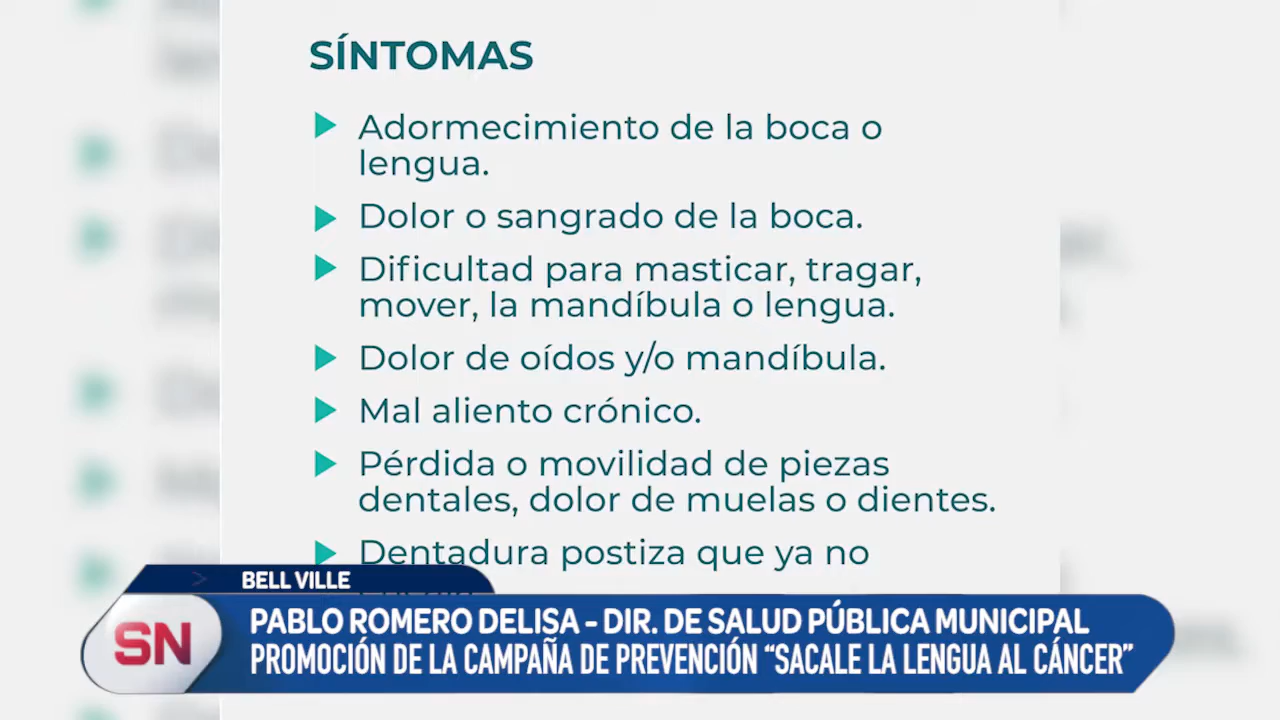 SÍNTOMAS
Adormecimiento de la boca o
lengua.
Dolor o sangrado de la boca.
Dificultad para masticar, tragar,
mover, la mandíbula o lengua.
Dolor de oídos y/o mandíbula.
Mal aliento crónico.
Pérdida o movilidad de piezas
dentales, dolor de muelas o dientes.
Dentadura postiza que ya no
BELL VILLE
SN
PABLO ROMERO DELISA - DIR. DE SALUD PÚBLICA MUNICIPAL
PROMOCIÓN DE LA CAMPAÑA DE PREVENCIÓN “SACALE LA LENGUA AL CÁNCER”